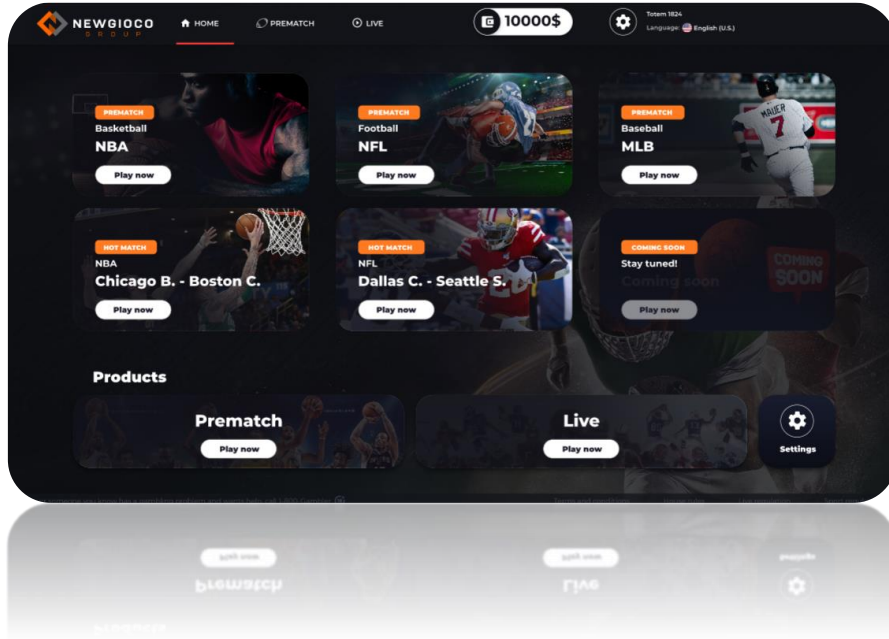 NEWGIOCO
GROUP
HOME
PREMATCH
LIVE
10000$
Totem 1824
Language: English (U.S.)
PREMATCH
Basketball
NBA
Play now
PREMATCH
Football
NFL
Play now
PREMATCH
Baseball
MLB
Play now
MAUER
7
HOT MATCH
NBA
Chicago B. - Boston C.
Play now
HOT MATCH
NFL
Dallas C. - Seattle S.
Play now
COMING SOON
Stay tuned!
Coming soon
Play now
COMING
SOON
Products
Prematch
Play now
Live
Play now
Settings